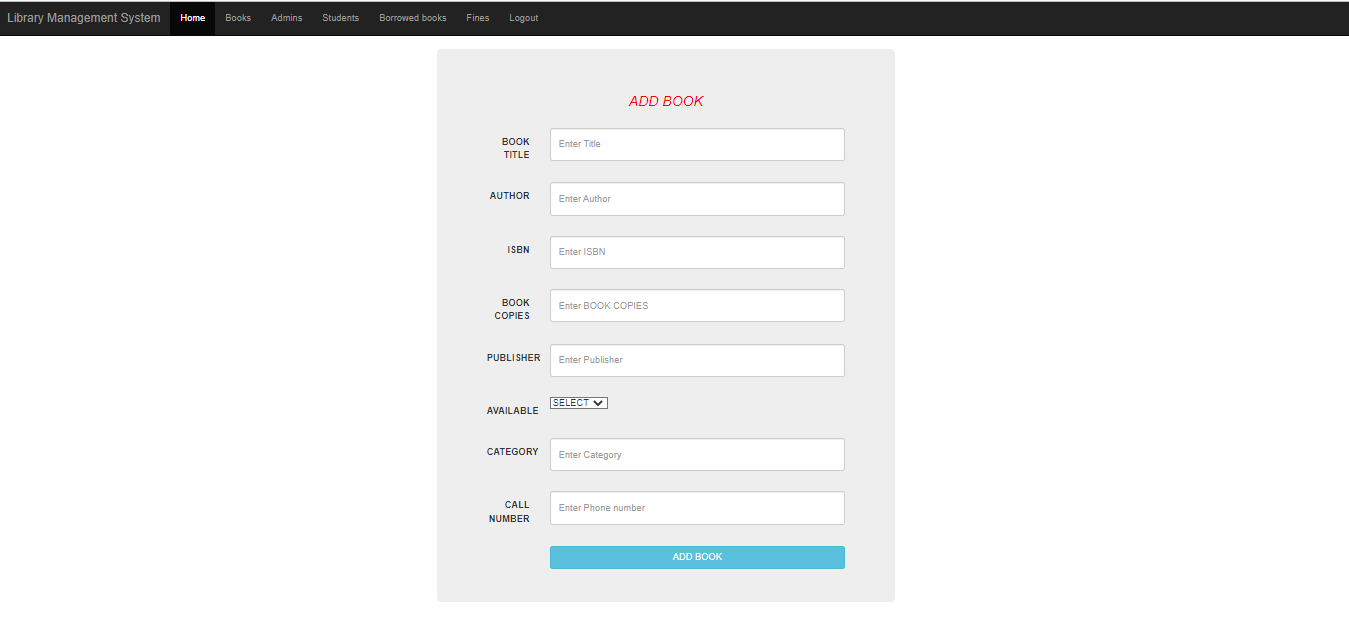 Library Management System Home Books Admins Students Borrowed books Fines Logout
ADD BOOK
BOOK
TITLE
Enter Title
AUTHOR
Enter Author
ISBN
Enter ISBN
BOOK
COPIES
Enter BOOK COPIES
PUBLISHER
Enter Publisher
AVAILABLE
SELECT
CATEGORY
Enter Category
CALL
NUMBER
Enter Phone number
ADD BOOK